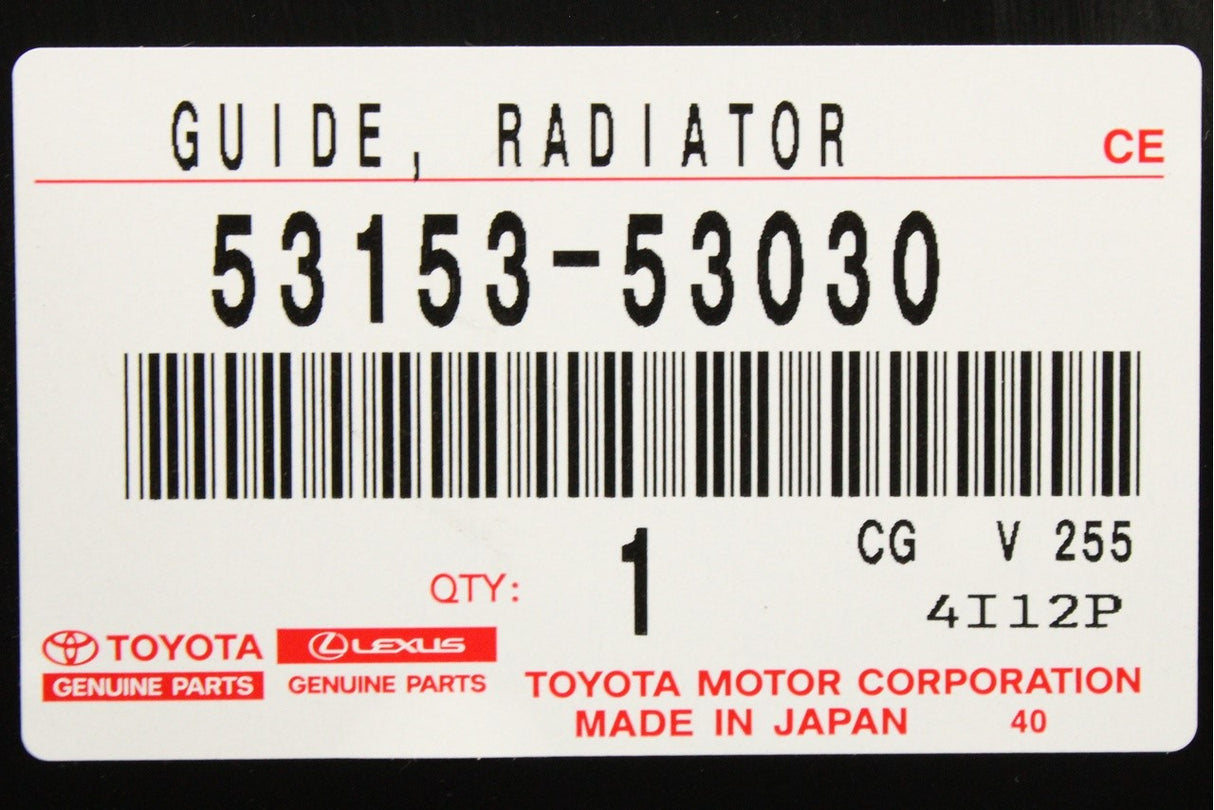 GUIDE, RADIATOR
CE
53153-53030
QTY: 1
CG V 255
4I12P
TOYOTA
GENUINE PARTS
LEXUS
GENUINE PARTS
TOYOTA MOTOR CORPORATION
MADE IN JAPAN 40